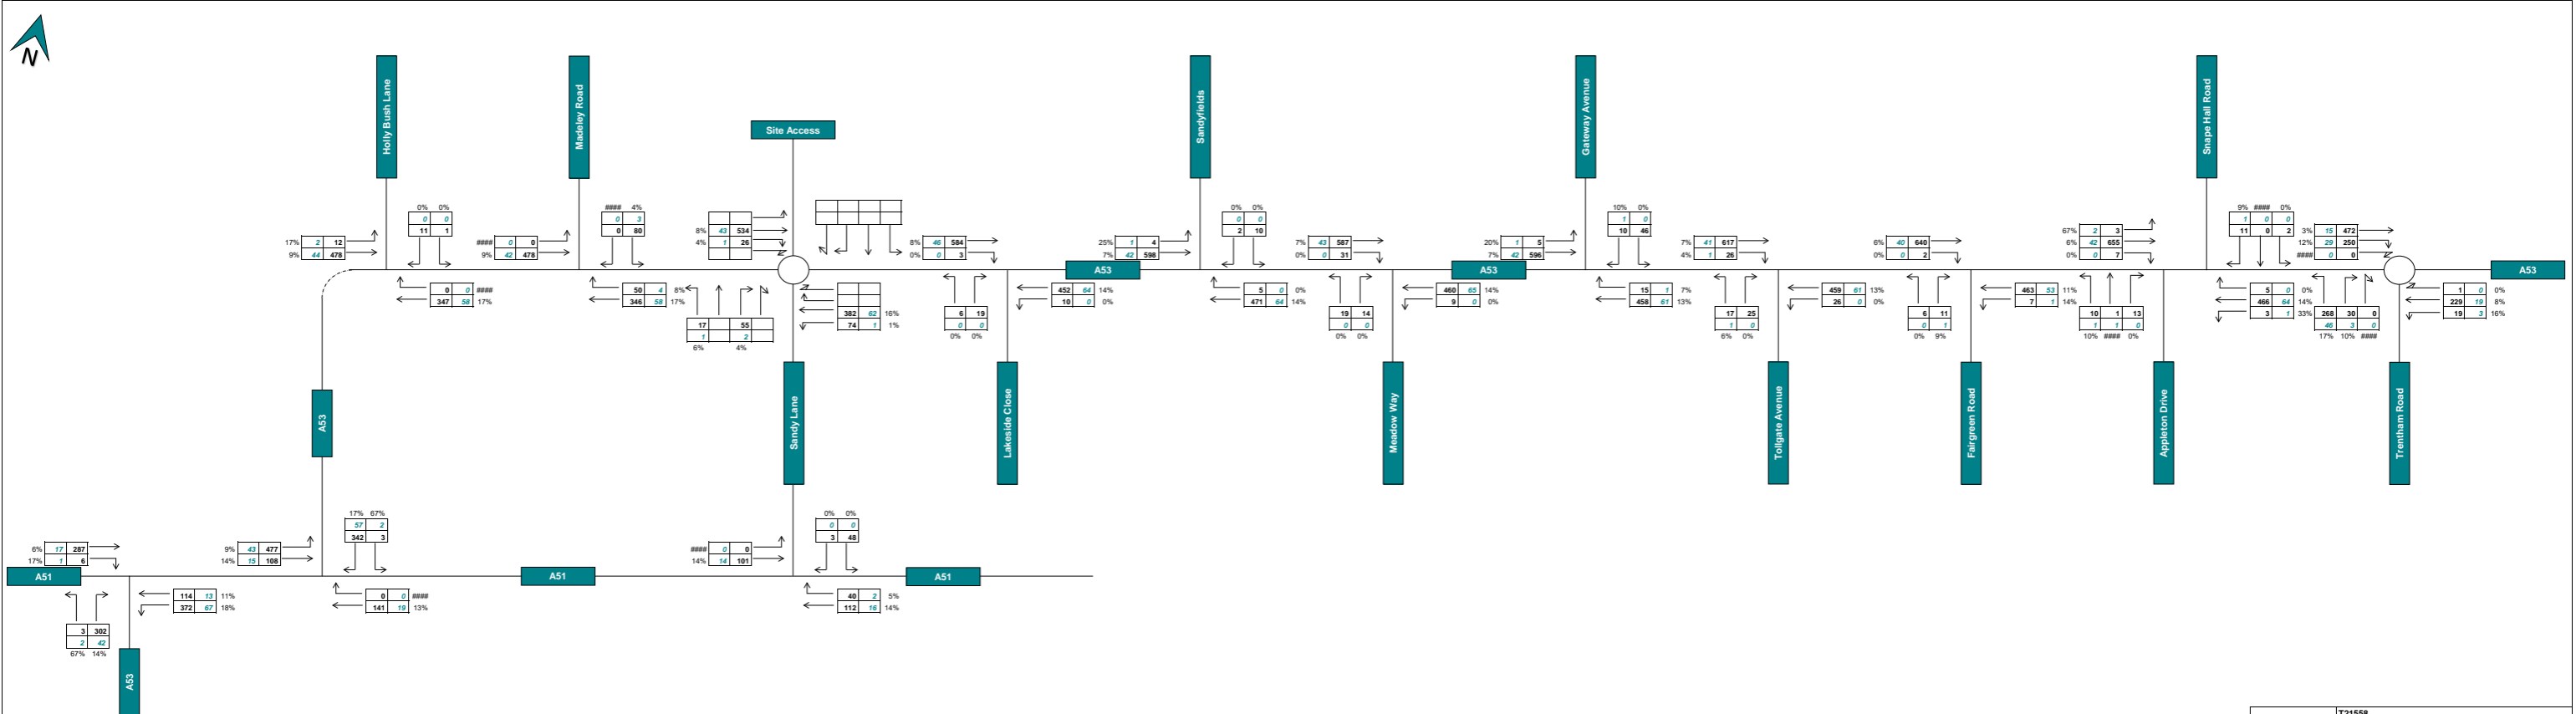 N
Holly Bush Lane
Madeley Road
Site Access
Sandyfields
Gateway Avenue
Snape Hall Road
17% 2 12
9% 44 478
0% 0%
0 0
11 1
#### 0 0
9% 42 478
#### 4%
0 3
0 80
8% 43 534
4% 1 26
8% 46 584
0% 0 3
25% 1 4
7% 42 598
0% 0%
0 0
2 10
7% 43 587
0% 0 31
20% 1 5
7% 42 596
10% 0%
1 0
10 46
7% 41 617
4% 1 26
6% 40 640
0% 0 2
67% 2 3
6% 42 655
0% 0 7
9% #### 0%
1 0 0
11 0 2
3% 15 472
12% 29 250
#### 0 0
A53
A53
A53
0 0 ####
347 58 17%
50 4 8%
346 58 17%
17 55
1 2
6% 4%
382 62 16%
74 1 1%
6 19
0 0
0% 0%
452 64 14%
10 0 0%
5 0 0%
471 64 14%
19 14
0 0
0% 0%
460 65 14%
9 0 0%
15 1 7%
458 61 13%
17 25
1 0
6% 0%
459 61 13%
26 0 0%
6 11
0 1
0% 9%
463 53 11%
7 1 14%
10 1 13
1 1 0
10% #### 0%
5 0 0%
466 64 14%
3 1 33%
268 30 0
46 3 0
17% 10% ####
1 0 0%
229 19 8%
19 3 16%
A53
Sandy Lane
Lakeside Close
Meadow Way
Tollgate Avenue
Fairgreen Road
Appleton Drive
Trentham Road
6% 17 287
17% 1 6
9% 43 477
14% 15 108
17% 67%
57 2
342 3
#### 0 0
14% 14 101
0% 0%
0 0
3 48
A51
A51
A51
3 302
2 42
67% 14%
114 13 11%
372 67 18%
0 0 ####
141 19 13%
40 2 5%
112 16 14%
A53
T21558